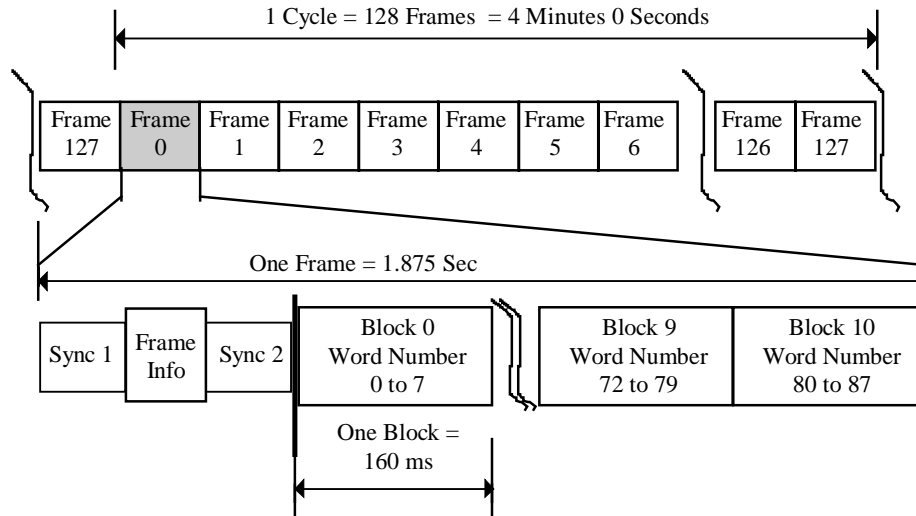 1 Cycle = 128 Frames = 4 Minutes 0 Seconds
Frame 127
Frame 0
Frame 1
Frame 2
Frame 3
Frame 4
Frame 5
Frame 6
Frame 126
Frame 127
One Frame = 1.875 Sec
Sync 1
Frame
Info
Sync 2
Block 0
Word Number
0 to 7
Block 9
Word Number
72 to 79
Block 10
Word Number
80 to 87
One Block =
160 ms